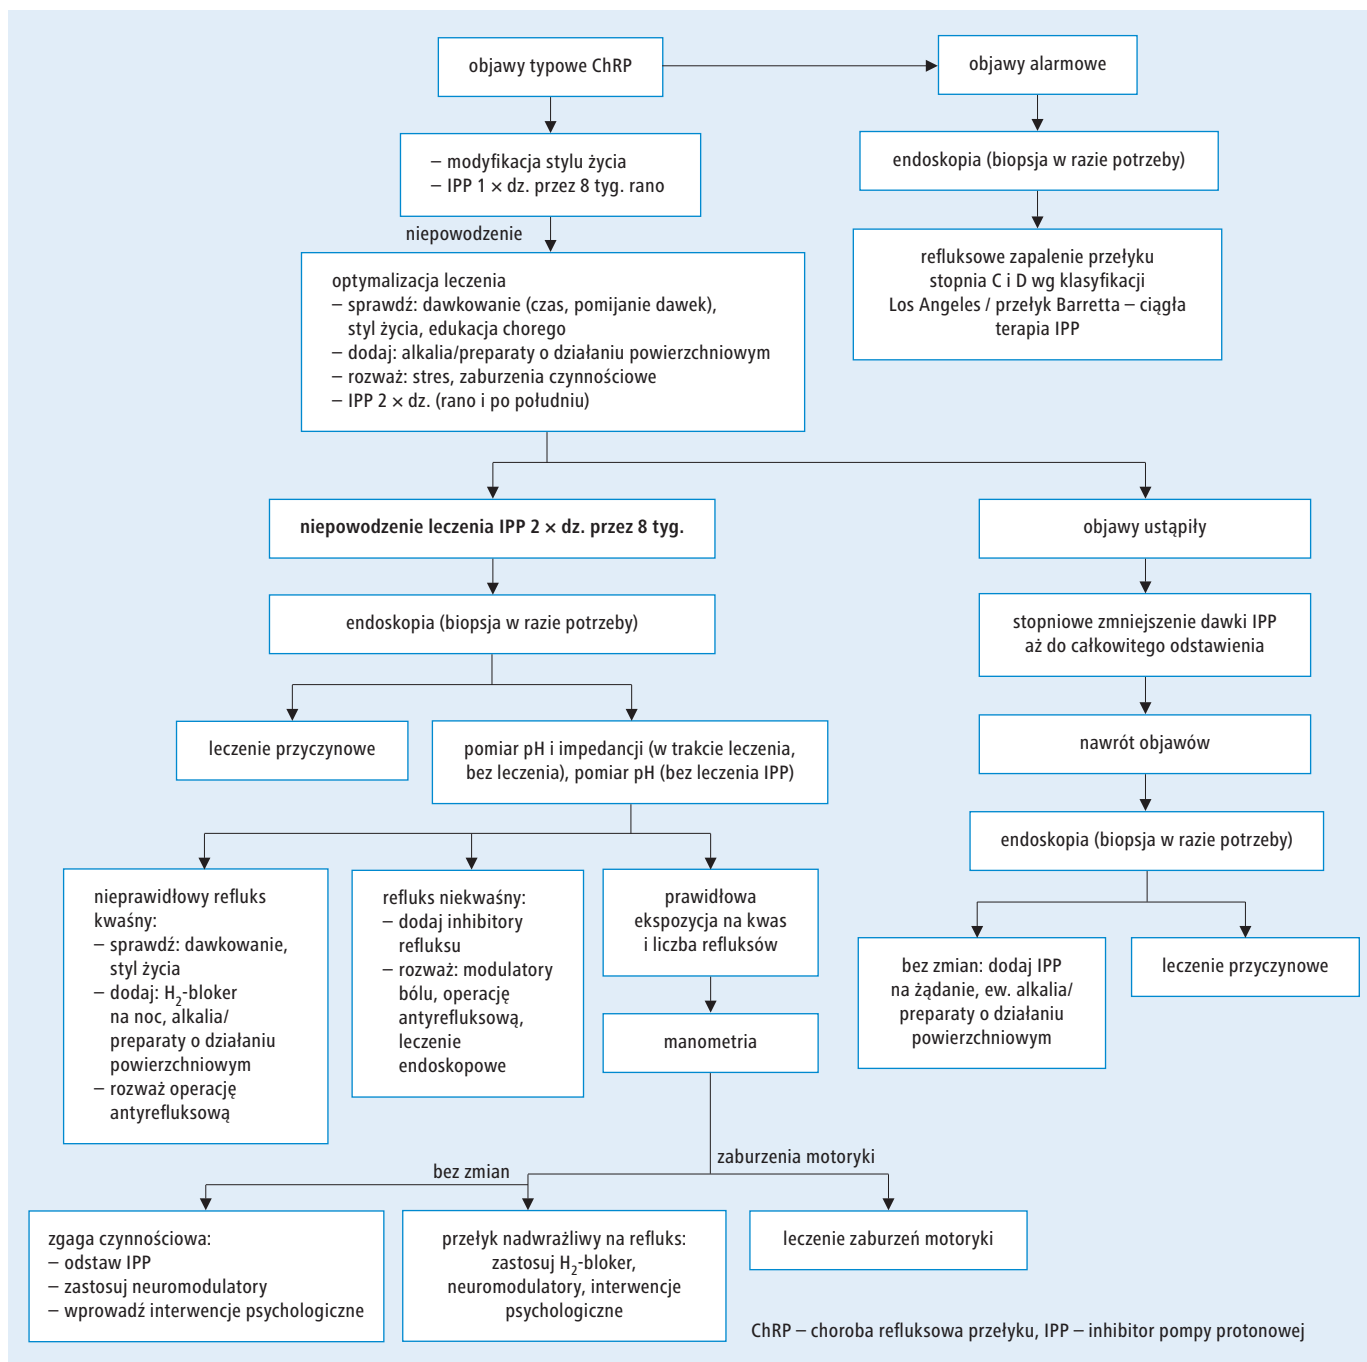 objawy typowe ChRP
objawy alarmowe
– modyfikacja stylu życia
– IPP 1 × dz. przez 8 tyg. rano
endoskopia (biopsja w razie potrzeby)
niepowodzenie
refluksowe zapalenie przełyku
stopnia C i D wg klasyfikacji
Los Angeles / przełyk Barretta – ciągła
terapia IPP
optymalizacja leczenia
– sprawdź: dawkowanie (czas, pomijanie dawek),
styl życia, edukacja chorego
– dodaj: alkalia/preparaty o działaniu powierzchniowym
– rozważ: stres, zaburzenia czynnościowe
– IPP 2 × dz. (rano i po południu)
niepowodzenie leczenia IPP 2 × dz. przez 8 tyg.
objawy ustąpiły
endoskopia (biopsja w razie potrzeby)
stopniowe zmniejszenie dawki IPP
aż do całkowitego odstawienia
leczenie przyczynowe
pomiar pH i impedancji (w trakcie leczenia,
bez leczenia), pomiar pH (bez leczenia IPP)
nawrót objawów
endoskopia (biopsja w razie potrzeby)
nieprawidłowy refluks
kwaśny:
– sprawdź: dawkowanie,
styl życia
– dodaj: H₂-bloker
na noc, alkalia/
preparaty o działaniu
powierzchniowym
– rozważ operację
antyrefluksową
refluks niekwaśny:
– dodaj inhibitory
refluksu
– rozważ: modulatory
bólu, operację
antyrefluksową,
leczenie
endoskopowe
prawidłowa
ekspozycja na kwas
i liczba refluksów
manometria
bez zmian: dodaj IPP
na żądanie, ew. alkalia/
preparaty o działaniu
powierzchniowym
leczenie przyczynowe
bez zmian
zaburzenia motoryki
zgaga czynnościowa:
– odstaw IPP
– zastosuj neuromodulatory
– wprowadź interwencje psychologiczne
przełyk nadwrażliwy na refluks:
zastosuj H₂-bloker,
neuromodulatory, interwencje
psychologiczne
leczenie zaburzeń motoryki
ChRP – choroba refluksowa przełyku, IPP – inhibitor pompy protonowej